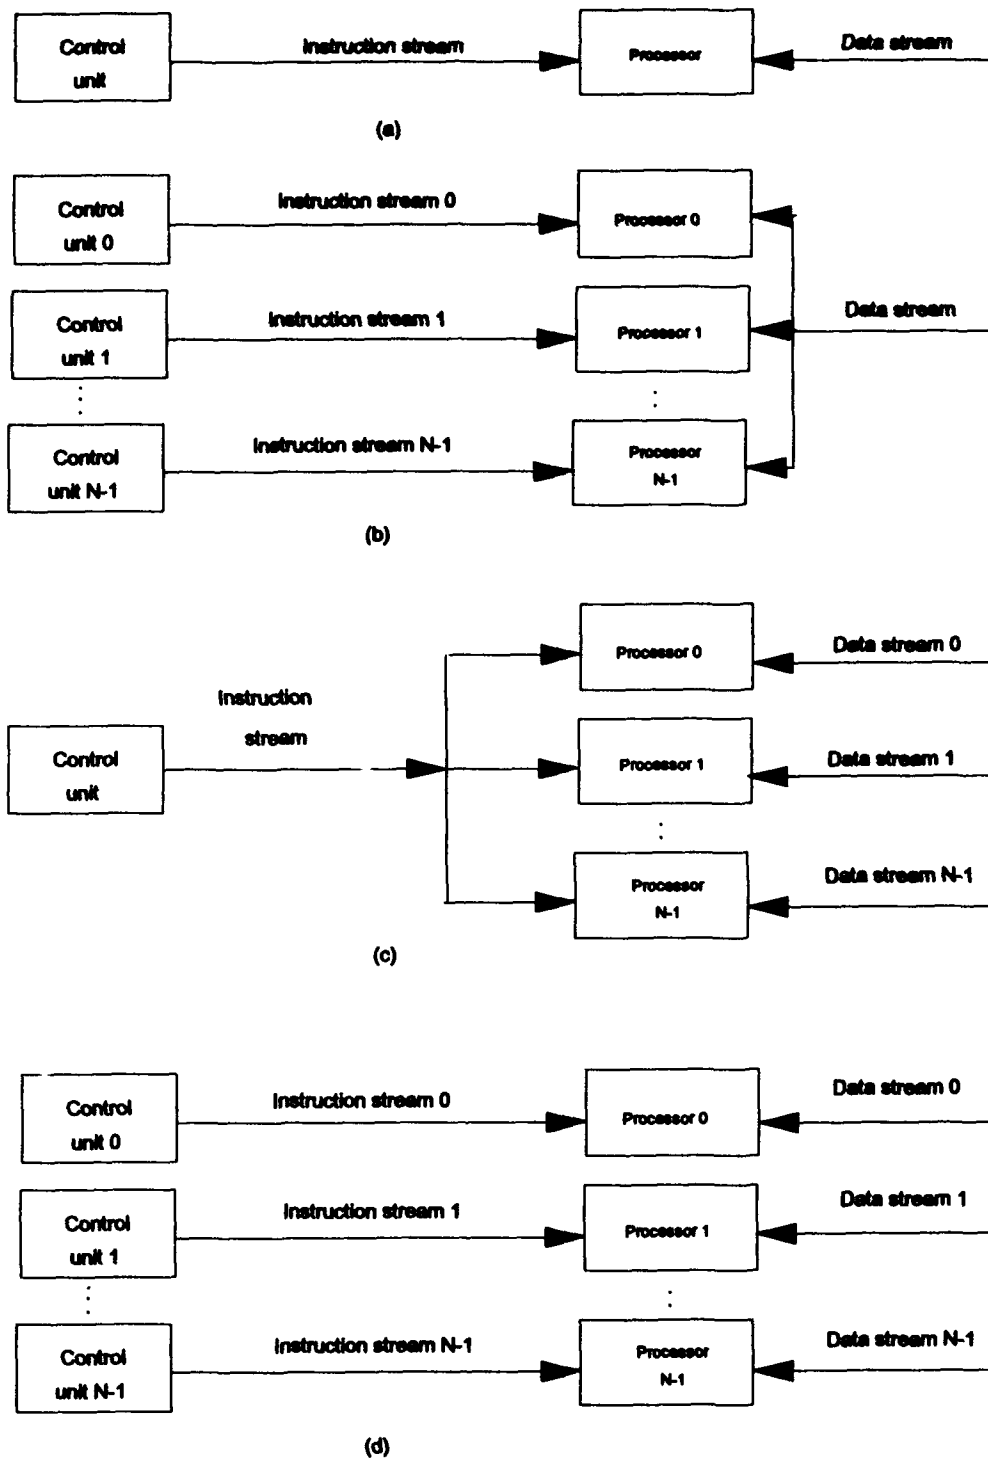 Control
unit
Instruction stream
Processor
Data stream
(a)
Control
unit 0
Instruction stream 0
Processor 0
Control
unit 1
Instruction stream 1
Processor 1
Data stream
Control
unit N-1
Instruction stream N-1
Processor
N-1
(b)
Control
unit
Instruction
stream
Processor 0
Data stream 0
Processor 1
Data stream 1
Processor
N-1
Data stream N-1
(c)
Control
unit 0
Instruction stream 0
Processor 0
Data stream 0
Control
unit 1
Instruction stream 1
Processor 1
Data stream 1
Control
unit N-1
Instruction stream N-1
Processor
N-1
Data stream N-1
(d)